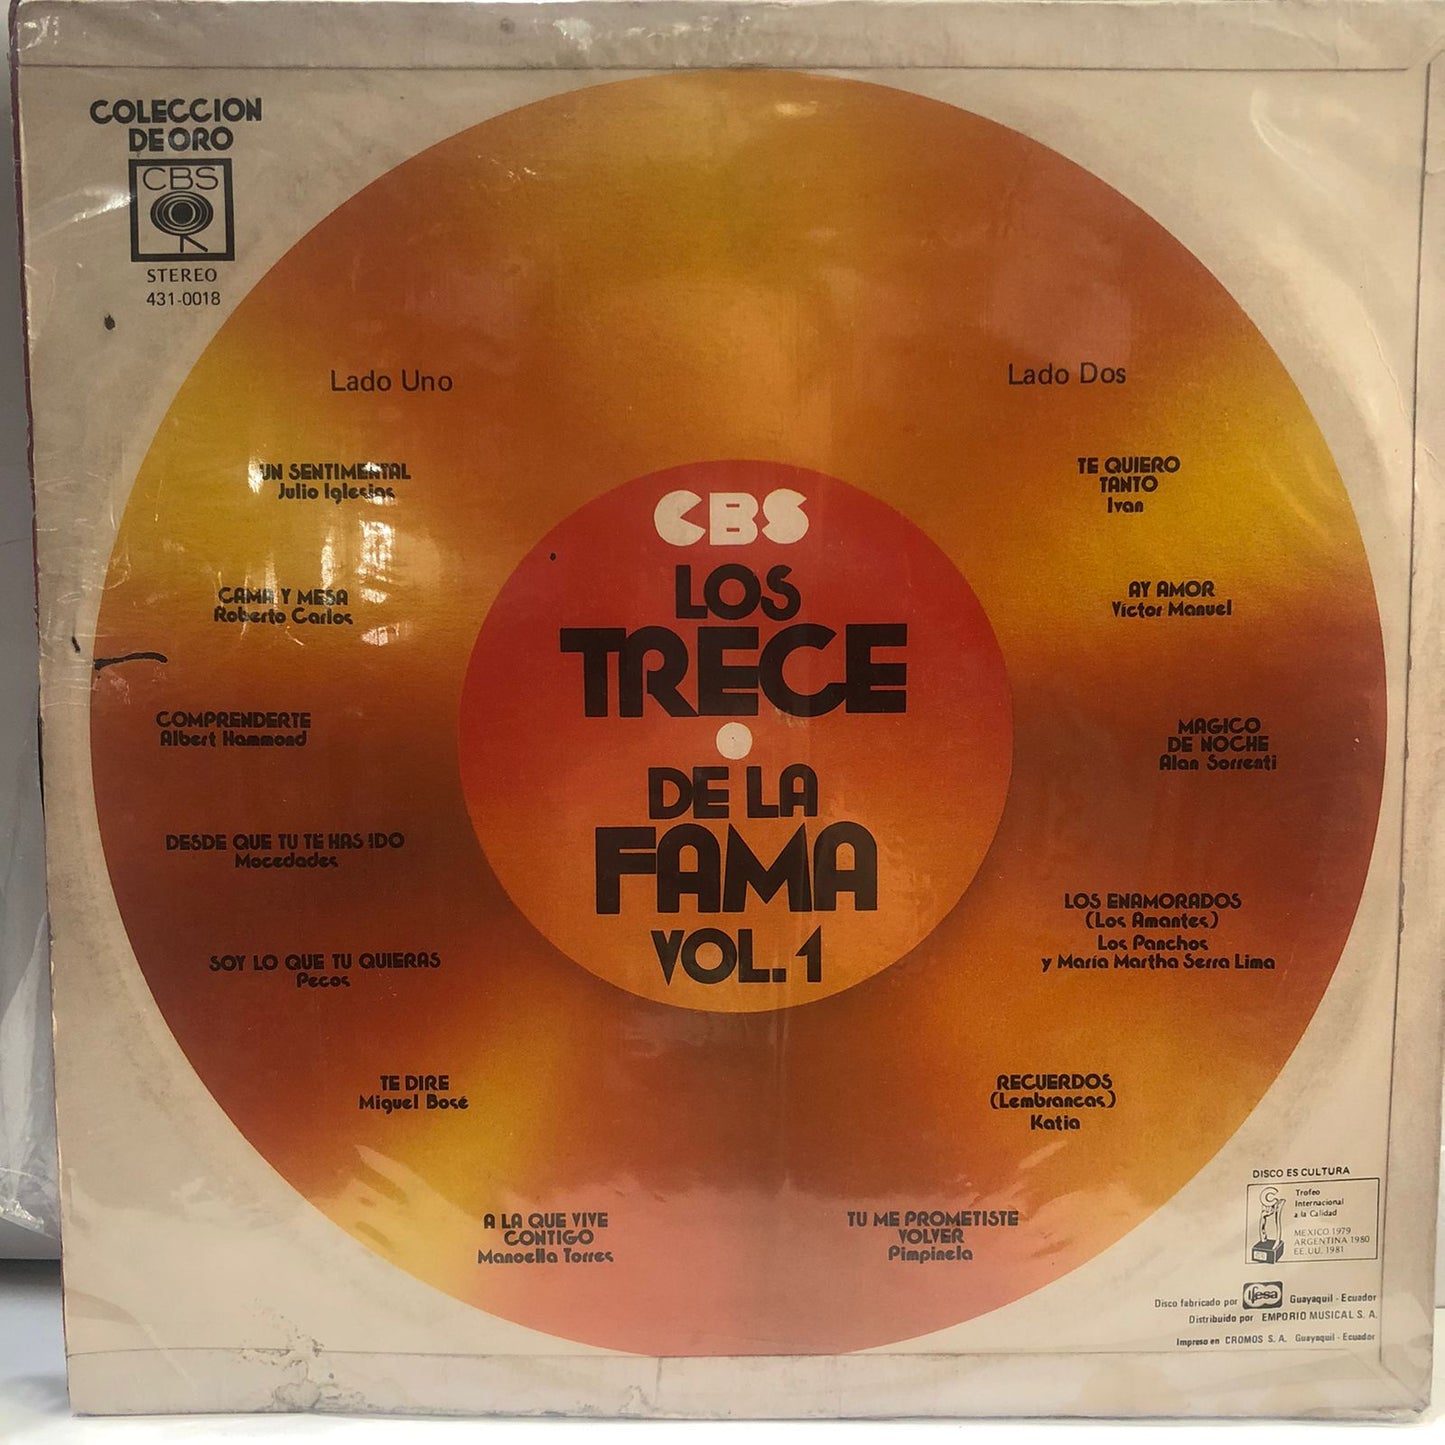 COLECCION
DE ORO
CBS
STEREO
431-0018
Lado Uno
UN SENTIMENTAL
Julio Iglesias
CAMA Y MESA
Roberto Carlos
COMPRENDERTE
Albert Hammond
DESDE QUE TU TE HAS IDO
Mocedades
SOY LO QUE TU QUIERAS
Pecos
TE DIRE
Miguel Bosé
A LA QUE VIVE
CONTIGO
Manoella Torres
CBS
LOS
TRECE
DE LA
FAMA
VOL. 1
Lado Dos
TE QUIERO
TANTO
Ivan
AY AMOR
Victor Manuel
MAGICO
DE NOCHE
Alan Sorrenti
LOS ENAMORADOS
(Los Amantes)
Los Panchos
y María Martha Serra Lima
RECUERDOS
(Lembrancas)
Katia
TU ME PROMETISTE
VOLVER
Pimpinela
DISCO ES CULTURA
Trofeo
Internacional
a la Calidad
MEXICO 1979
ARGENTINA 1980
EE.UU. 1981
Disco fabricado por Ifesa Guayaquil - Ecuador
Distribuido por EMPORIO MUSICAL S. A.
Impreso en CROMOS S. A. Guayaquil - Ecuador